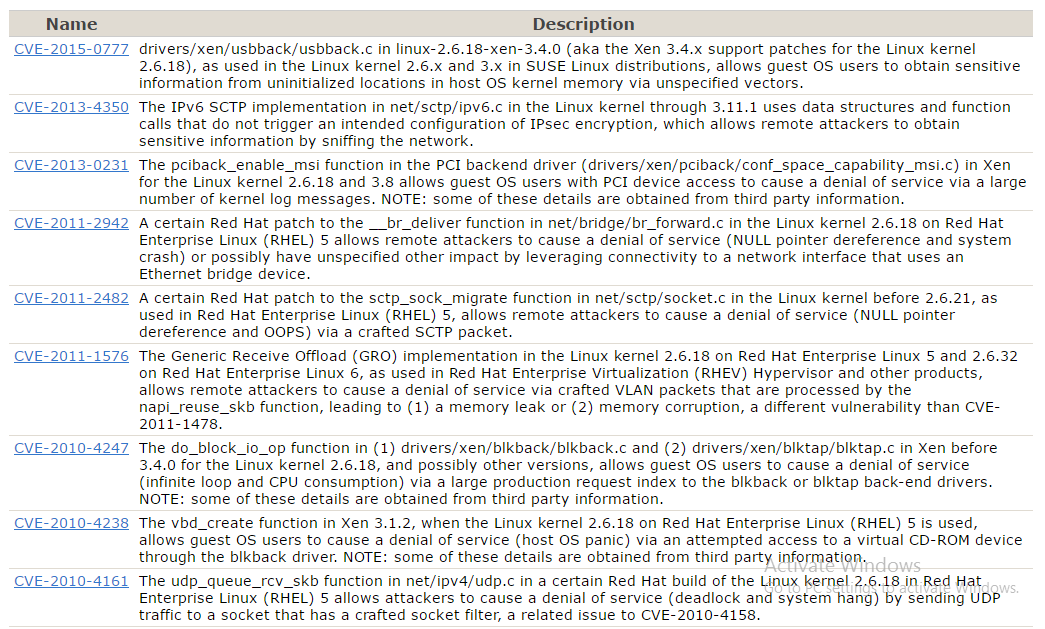 Name Description
CVE-2015-0777 drivers/xen/usbback/usbback.c in linux-2.6.18-xen-3.4.0 (aka the Xen 3.4.x support patches for the Linux kernel
2.6.18), as used in the Linux kernel 2.6.x and 3.x in SUSE Linux distributions, allows guest OS users to obtain sensitive
information from uninitialized locations in host OS kernel memory via unspecified vectors.
CVE-2013-4350 The IPv6 SCTP implementation in net/sctp/ipv6.c in the Linux kernel through 3.11.1 uses data structures and function
calls that do not trigger an intended configuration of IPsec encryption, which allows remote attackers to obtain
sensitive information by sniffing the network.
CVE-2013-0231 The pciback_enable_msi function in the PCI backend driver (drivers/xen/pciback/conf_space_capability_msi.c) in Xen
for the Linux kernel 2.6.18 and 3.8 allows guest OS users with PCI device access to cause a denial of service via a large
number of kernel log messages. NOTE: some of these details are obtained from third party information.
CVE-2011-2942 A certain Red Hat patch to the __br_deliver function in net/bridge/br_forward.c in the Linux kernel 2.6.18 on Red Hat
Enterprise Linux (RHEL) 5 allows remote attackers to cause a denial of service (NULL pointer dereference and system
crash) or possibly have unspecified other impact by leveraging connectivity to a network interface that uses an
Ethernet bridge device.
CVE-2011-2482 A certain Red Hat patch to the sctp_sock_migrate function in net/sctp/socket.c in the Linux kernel before 2.6.21, as
used in Red Hat Enterprise Linux (RHEL) 5, allows remote attackers to cause a denial of service (NULL pointer
dereference and OOPS) via a crafted SCTP packet.
CVE-2011-1576 The Generic Receive Offload (GRO) implementation in the Linux kernel 2.6.18 on Red Hat Enterprise Linux 5 and 2.6.32
on Red Hat Enterprise Linux 6, as used in Red Hat Enterprise Virtualization (RHEV) Hypervisor and other products,
allows remote attackers to cause a denial of service via crafted VLAN packets that are processed by the
napi_reuse_skb function, leading to (1) a memory leak or (2) memory corruption, a different vulnerability than CVE-
2011-1478.
CVE-2010-4247 The do_block_io_op function in (1) drivers/xen/blkback/blkback.c and (2) drivers/xen/blktap/blktap.c in Xen before
3.4.0 for the Linux kernel 2.6.18, and possibly other versions, allows guest OS users to cause a denial of service
(infinite loop and CPU consumption) via a large production request index to the blkback or blktap back-end drivers.
NOTE: some of these details are obtained from third party information.
CVE-2010-4238 The vbd_create function in Xen 3.1.2, when the Linux kernel 2.6.18 on Red Hat Enterprise Linux (RHEL) 5 is used,
allows guest OS users to cause a denial of service (host OS panic) via an attempted access to a virtual CD-ROM device
through the blkback driver. NOTE: some of these details are obtained from third party information.
Activate Windows
CVE-2010-4161 The udp_queue_rcv_skb function in net/ipv4/udp.c in a certain Red Hat build of the Linux kernel 2.6.18 in Red Hat
Go to PC settings to activate Windows.
Enterprise Linux (RHEL) 5 allows attackers to cause a denial of service (deadlock and system hang) by sending UDP
traffic to a socket that has a crafted socket filter, a related issue to CVE-2010-4158.